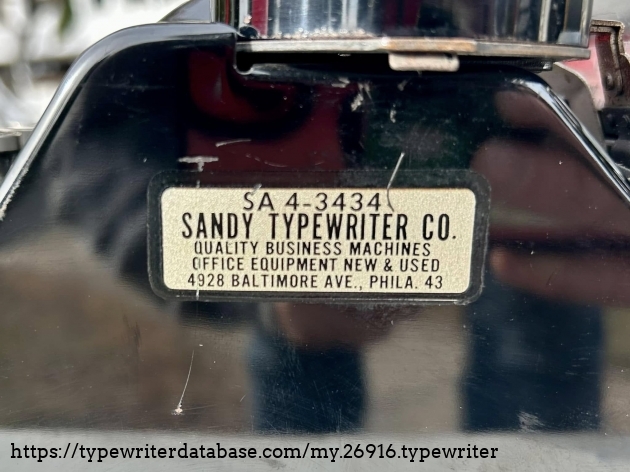 SA 4-3434
SANDY TYPEWRITER CO.
QUALITY BUSINESS MACHINES
OFFICE EQUIPMENT NEW & USED
4928 BALTIMORE AVE., PHILA. 43
https://typewriterdatabase.com/my.26916.typewriter